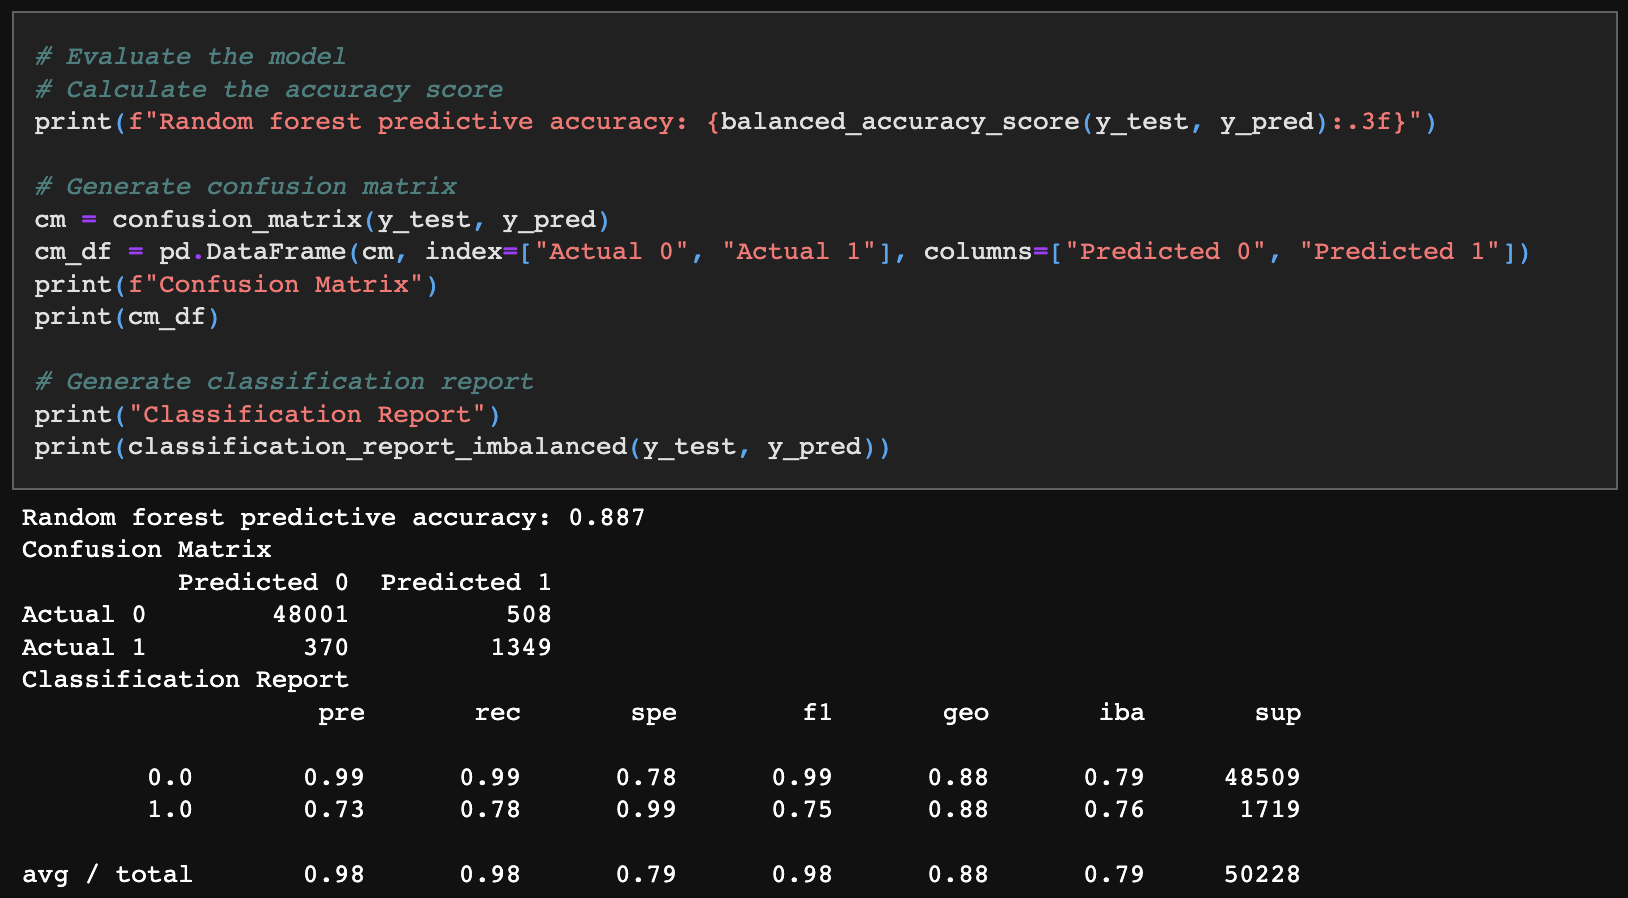 # Evaluate the model
# Calculate the accuracy score
print(f"Random forest predictive accuracy: {balanced_accuracy_score(y_test, y_pred):.3f}")
# Generate confusion matrix
cm = confusion_matrix(y_test, y_pred)
cm_df = pd.DataFrame(cm, index=["Actual 0", "Actual 1"], columns=["Predicted 0", "Predicted 1"])
print(f"Confusion Matrix")
print(cm_df)
# Generate classification report
print("Classification Report")
print(classification_report_imbalanced(y_test, y_pred))
Random forest predictive accuracy: 0.887
Confusion Matrix
Predicted 0 Predicted 1
Actual 0 48001 508
Actual 1 370 1349
Classification Report
pre rec spe f1 geo iba sup
0.0 0.99 0.99 0.78 0.99 0.88 0.79 48509
1.0 0.73 0.78 0.99 0.75 0.88 0.76 1719
avg / total 0.98 0.98 0.79 0.98 0.88 0.79 50228